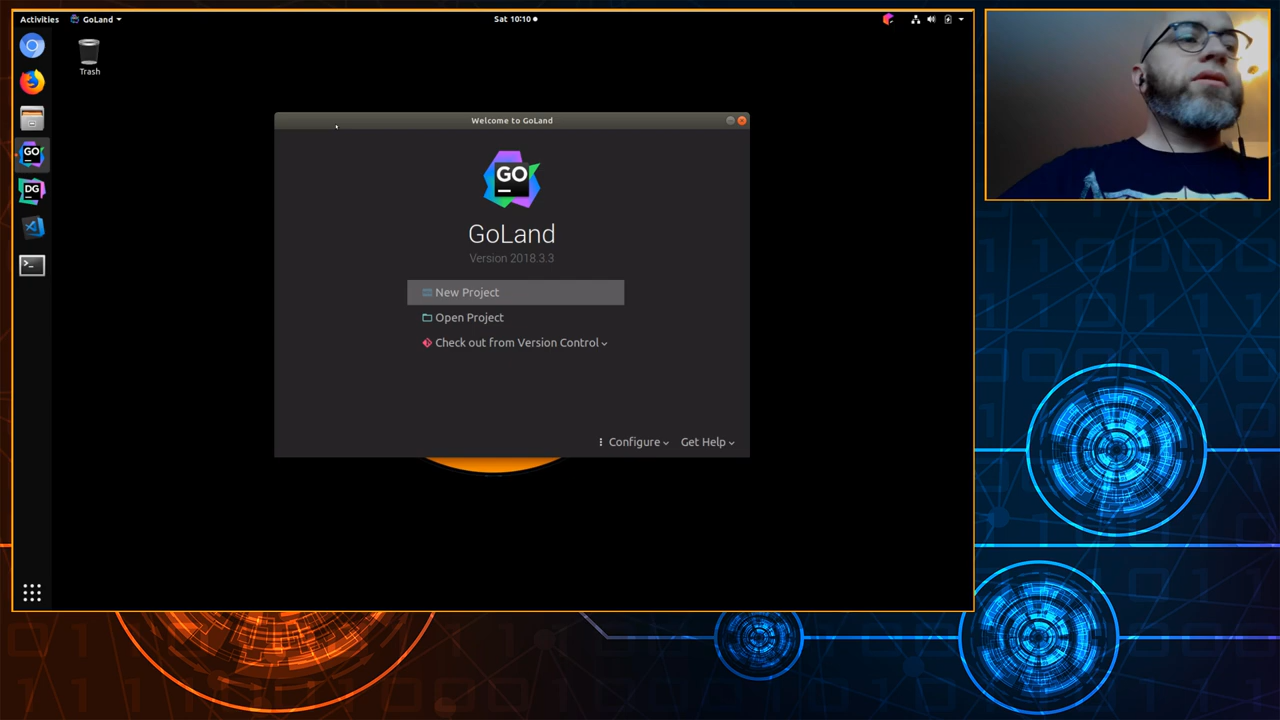 Activities
GoLand
Sat 10:10
Trash
Welcome to GoLand
GO
GoLand
Version 2018.3.3
New Project
Open Project
Check out from Version Control
Configure
Get Help
GO
DG